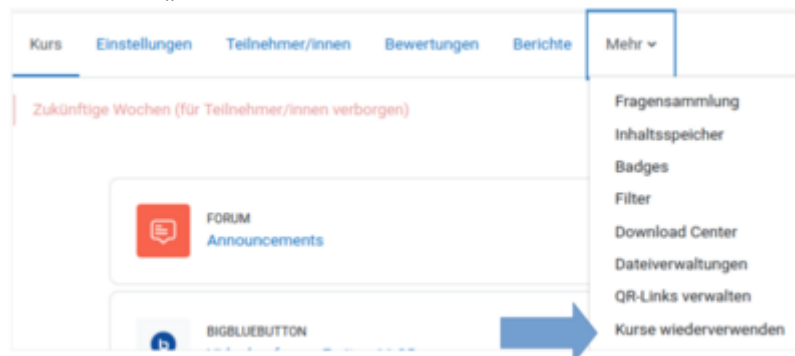 Kurs Einstellungen Teilnehmer/innen Bewertungen Berichte Mehr
Zukünftige Wochen (für Teilnehmer/innen verborgen)
FORUM
Announcements
BIGBLUEBUTTON
Fragensammlung
Inhaltsspeicher
Badges
Filter
Download Center
Dateiverwaltungen
QR-Links verwalten
Kurse wiederverwenden